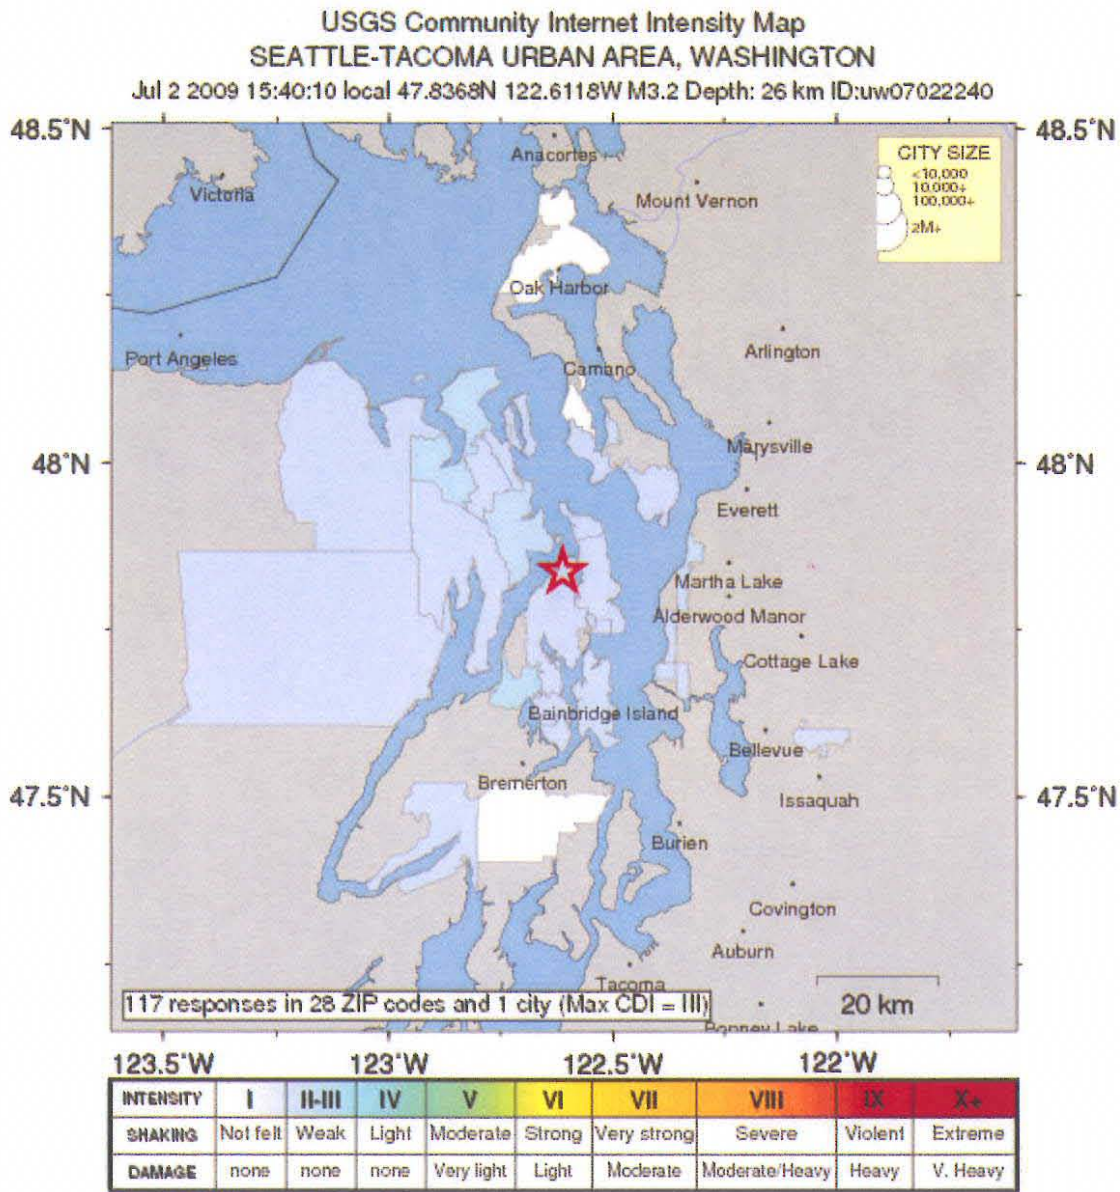 USGS Community Internet Intensity Map
SEATTLE-TACOMA URBAN AREA, WASHINGTON
Jul 2 2009 15:40:10 local 47.8368N 122.6118W M3.2 Depth: 26 km ID:uw07022240
48.5˚N
48.5˚N
Anacortes
CITY SIZE
<10,000
10,000+
100,000+
2M+
Victoria
Mount Vernon
Oak Harbor
Port Angeles
Camano
Arlington
Marysville
48˚N
48˚N
Everett
Martha Lake
Alderwood Manor
Cottage Lake
Bainbridge Island
Bellevue
Bremerton
47.5˚N
47.5˚N
Issaquah
Burien
Covington
Auburn
Tacoma
117 responses in 28 ZIP codes and 1 city (Max CDI = III)
20 km
Bonney Lake
123.5˚W
123˚W
122.5˚W
122˚W
INTENSITY I II-III IV V VI VII VIII IX X+
SHAKING Not felt Weak Light Moderate Strong Very strong Severe Violent Extreme
DAMAGE none none none Very light Light Moderate Moderate/Heavy Heavy V. Heavy